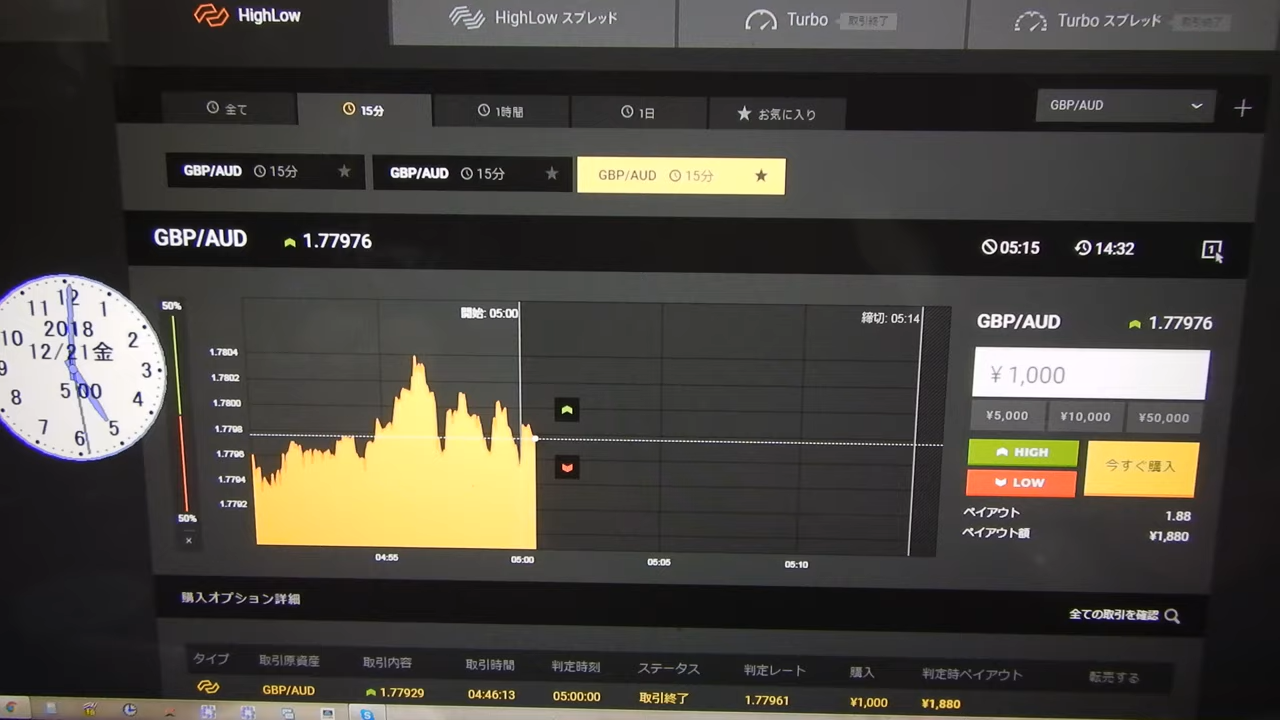 HighLow
HighLow スプレッド
Turbo 取引終了
Turbo スプレッド 取引終了
全て
15分
1時間
1日
お気に入り
GBP/AUD
GBP/AUD 15分
GBP/AUD 15分
GBP/AUD 15分
GBP/AUD 1.77976
05:15
14:32
1
12
11 1
2018
10 2
12/21金
9 3
5:00
8 4
7 5
6
50%
50%
開始: 05:00
締切: 05:14
1.7804
1.7802
1.7800
1.7798
1.7796
1.7794
1.7792
04:55
05:00
05:05
05:10
GBP/AUD 1.77976
¥ 1,000
¥5,000 ¥10,000 ¥50,000
HIGH
LOW
今すぐ購入
ペイアウト 1.88
ペイアウト額 ¥1,880
購入オプション詳細
全ての取引を確認
タイプ 取引原資産 取引内容 取引時間 判定時刻 ステータス 判定レート 購入 判定時ペイアウト 転売する
GBP/AUD 1.77929 04:46:13 05:00:00 取引終了 1.77961 ¥1,000 ¥1,880